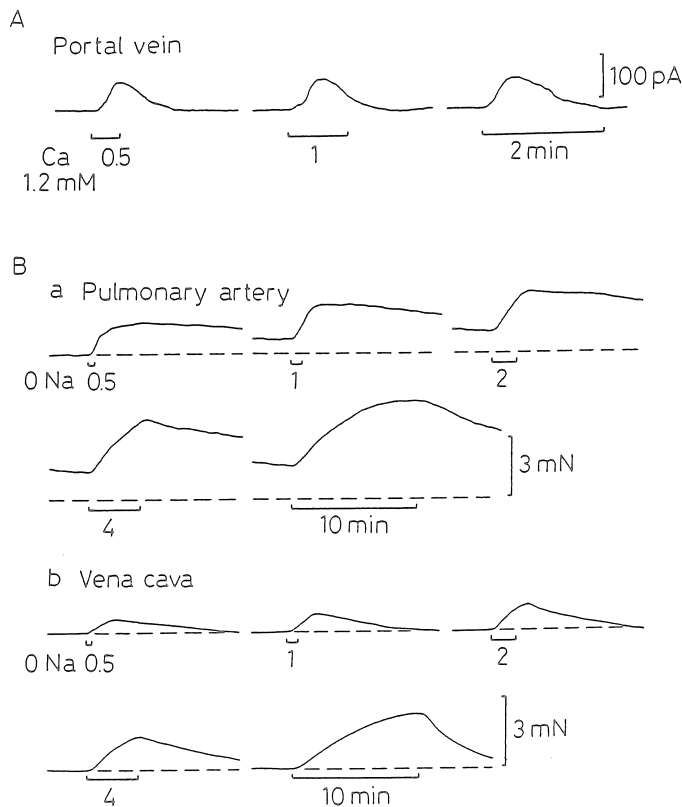 A
Portal vein
100 pA
Ca 0.5 1 2 min
1.2 mM
B
a Pulmonary artery
0 Na 0.5 1 2
3 mN
4 10 min
b Vena cava
0 Na 0.5 1 2
3 mN
4 10 min